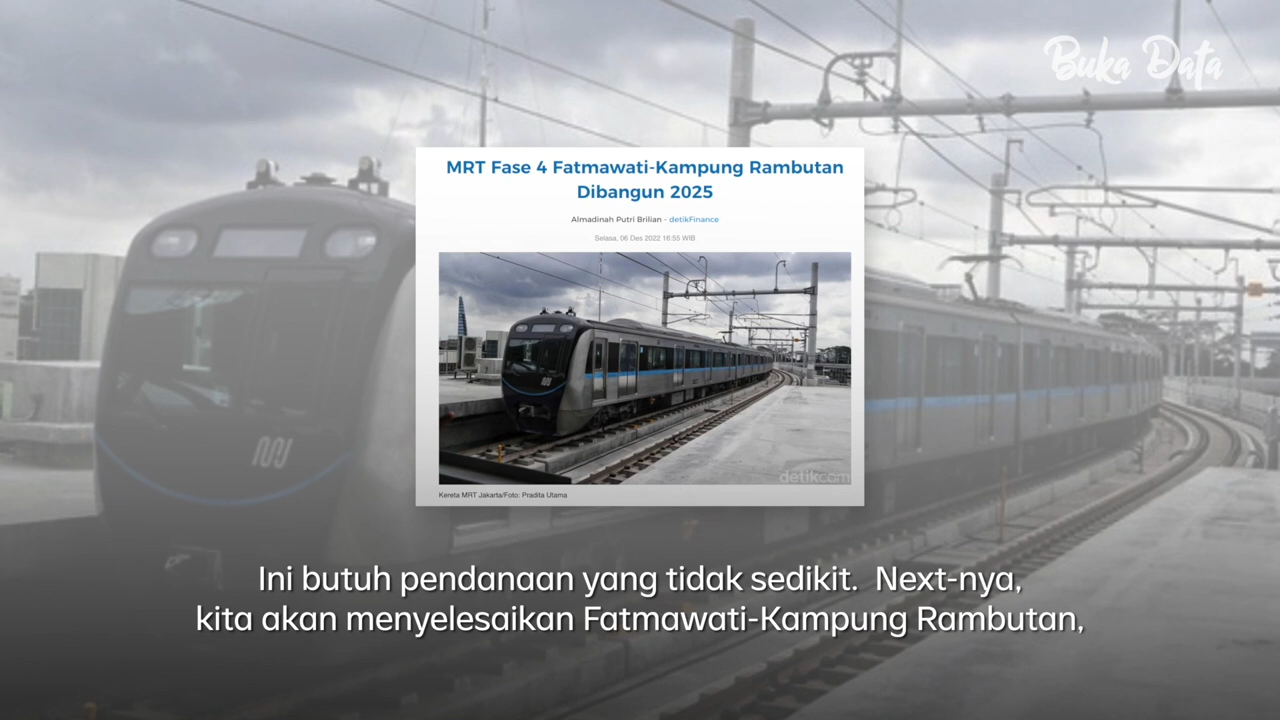 Buka Data
MRT Fase 4 Fatmawati-Kampung Rambutan
Dibangun 2025
Almadinah Putri Brilian - detikFinance
Selasa, 06 Des 2022 16:55 WIB
detikcom
Kereta MRT Jakarta/Foto: Pradita Utama
Ini butuh pendanaan yang tidak sedikit. Next-nya,
kita akan menyelesaikan Fatmawati-Kampung Rambutan,